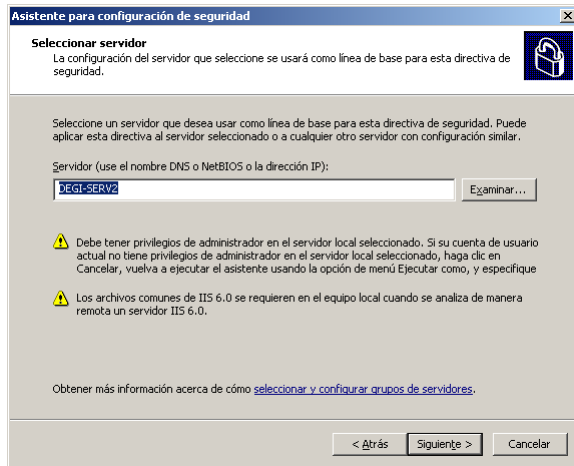 Asistente para configuración de seguridad
Seleccionar servidor
La configuración del servidor que seleccione se usará como línea de base para esta directiva de
seguridad.
Seleccione un servidor que desea usar como línea de base para esta directiva de seguridad. Puede
aplicar esta directiva al servidor seleccionado o a cualquier otro servidor con configuración similar.
Servidor (use el nombre DNS o NetBIOS o la dirección IP):
DEGI-SERV2
Examinar...
Debe tener privilegios de administrador en el servidor local seleccionado. Si su cuenta de usuario
actual no tiene privilegios de administrador en el servidor local seleccionado, haga clic en
Cancelar, vuelva a ejecutar el asistente usando la opción de menú Ejecutar como, y especifique
Los archivos comunes de IIS 6.0 se requieren en el equipo local cuando se analiza de manera
remota un servidor IIS 6.0.
Obtener más información acerca de cómo seleccionar y configurar grupos de servidores.
< Atrás Siguiente > Cancelar